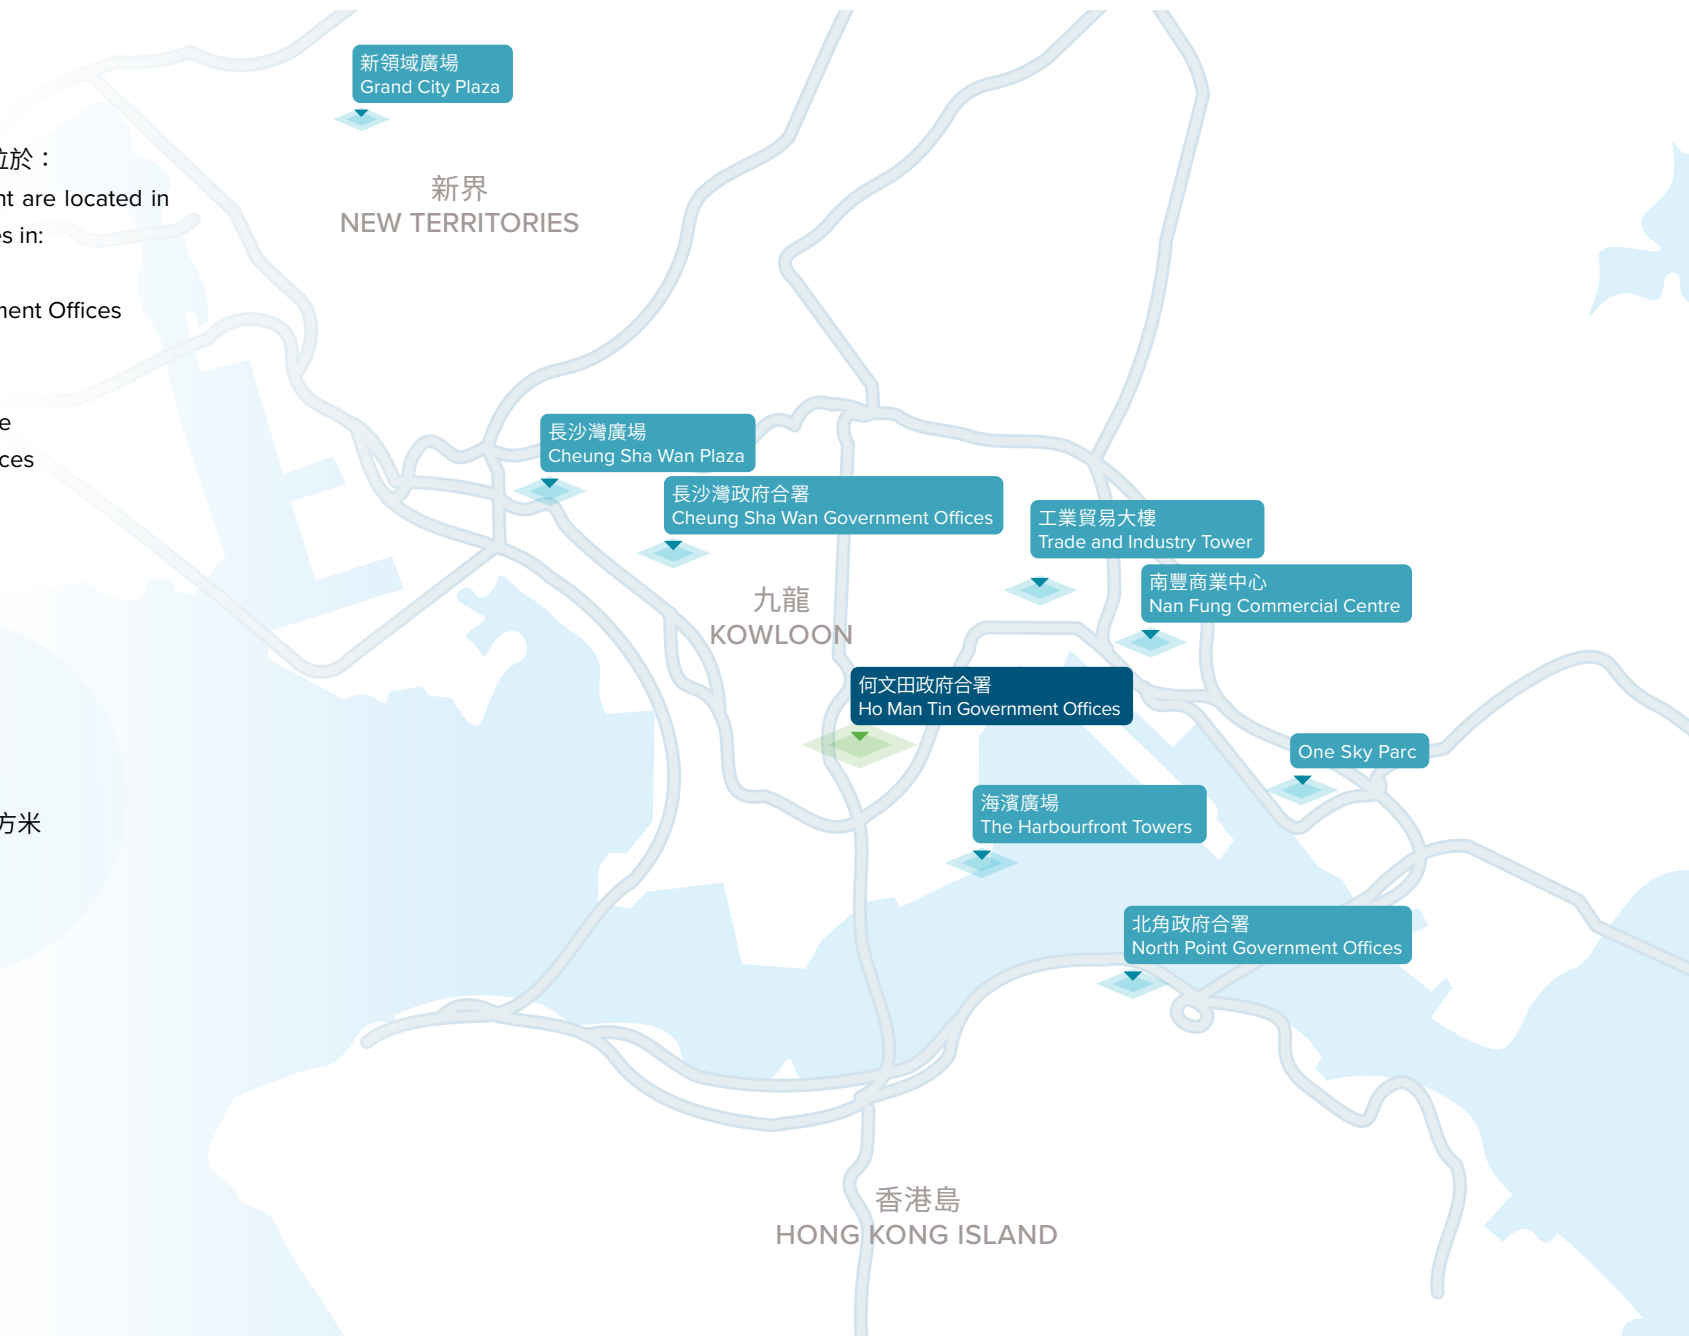 位於：
are located in
in:
Offices
方米
新領域廣場
Grand City Plaza
新界
NEW TERRITORIES
長沙灣廣場
Cheung Sha Wan Plaza
長沙灣政府合署
Cheung Sha Wan Government Offices
工業貿易大樓
Trade and Industry Tower
南豐商業中心
Nan Fung Commercial Centre
九龍
KOWLOON
何文田政府合署
Ho Man Tin Government Offices
One Sky Parc
海濱廣場
The Harbourfront Towers
北角政府合署
North Point Government Offices
香港島
HONG KONG ISLAND